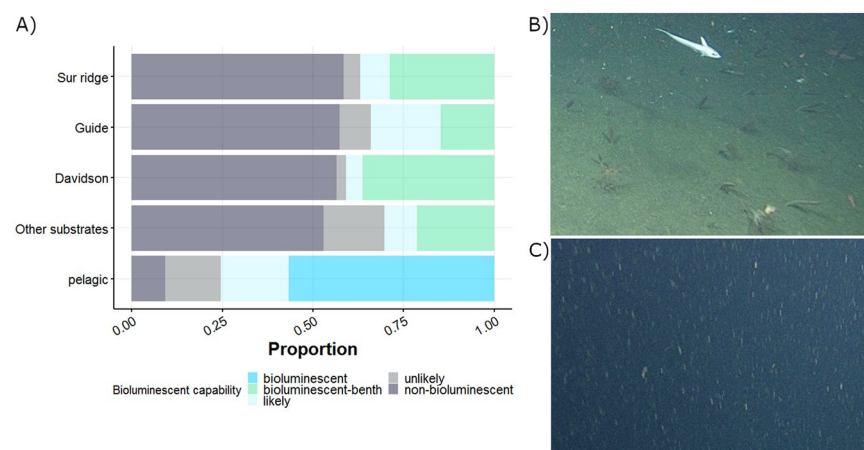 A)
Sur ridge
Guide
Davidson
Other substrates
pelagic
0.00 0.25 0.50 0.75 1.00
Proportion
Bioluminescent capability
bioluminescent
bioluminescent-benth
likely
unlikely
non-bioluminescent
B)
C)